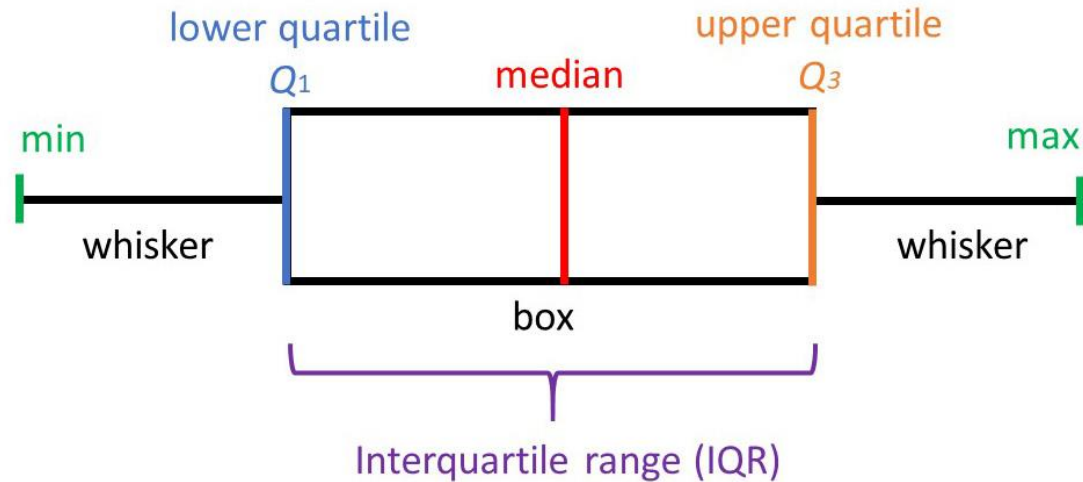 lower quartile
Q1
upper quartile
Q3
median
min
max
whisker
whisker
box
Interquartile range (IQR)